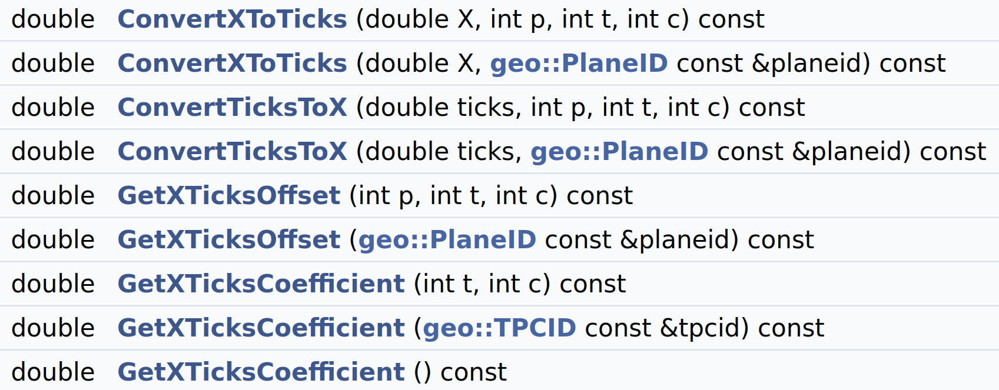 double ConvertXToTicks (double X, int p, int t, int c) const
double ConvertXToTicks (double X, geo::PlaneID const &planeid) const
double ConvertTicksToX (double ticks, int p, int t, int c) const
double ConvertTicksToX (double ticks, geo::PlaneID const &planeid) const
double GetXTicksOffset (int p, int t, int c) const
double GetXTicksOffset (geo::PlaneID const &planeid) const
double GetXTicksCoefficient (int t, int c) const
double GetXTicksCoefficient (geo::TPCID const &tpcid) const
double GetXTicksCoefficient () const